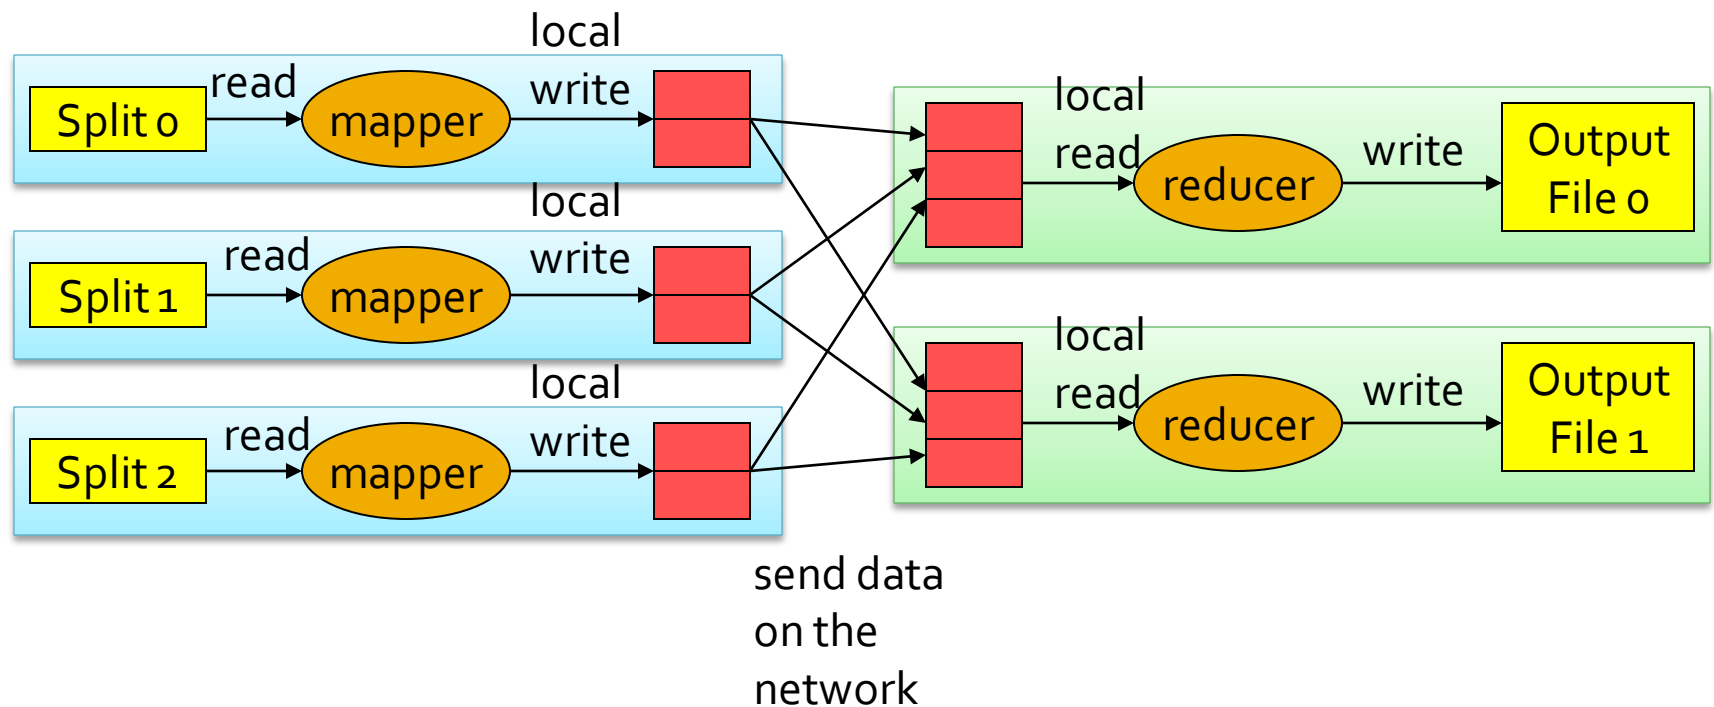 local
write
read
Split 0
mapper
local
write
read
Split 1
mapper
local
write
read
Split 2
mapper
send data
on the
network
local
read
reducer
write
Output
File 0
local
read
reducer
write
Output
File 1